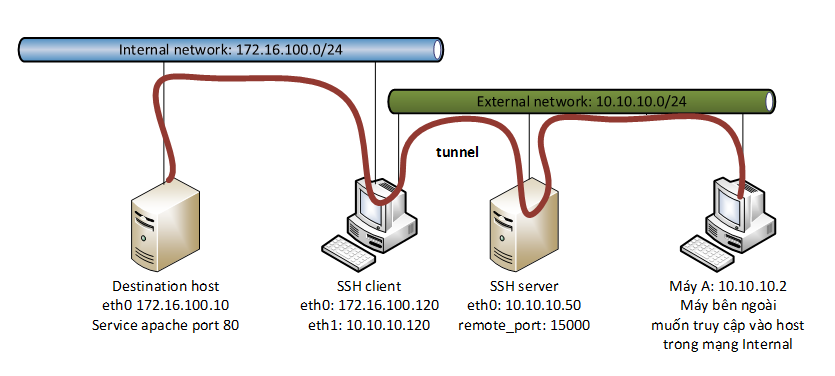 Internal network: 172.16.100.0/24
External network: 10.10.10.0/24
tunnel
Destination host
eth0 172.16.100.10
Service apache port 80
SSH client
eth0: 172.16.100.120
eth1: 10.10.10.120
SSH server
eth0: 10.10.10.50
remote_port: 15000
Máy A: 10.10.10.2
Máy bên ngoài
muốn truy cập vào host
trong mạng Internal